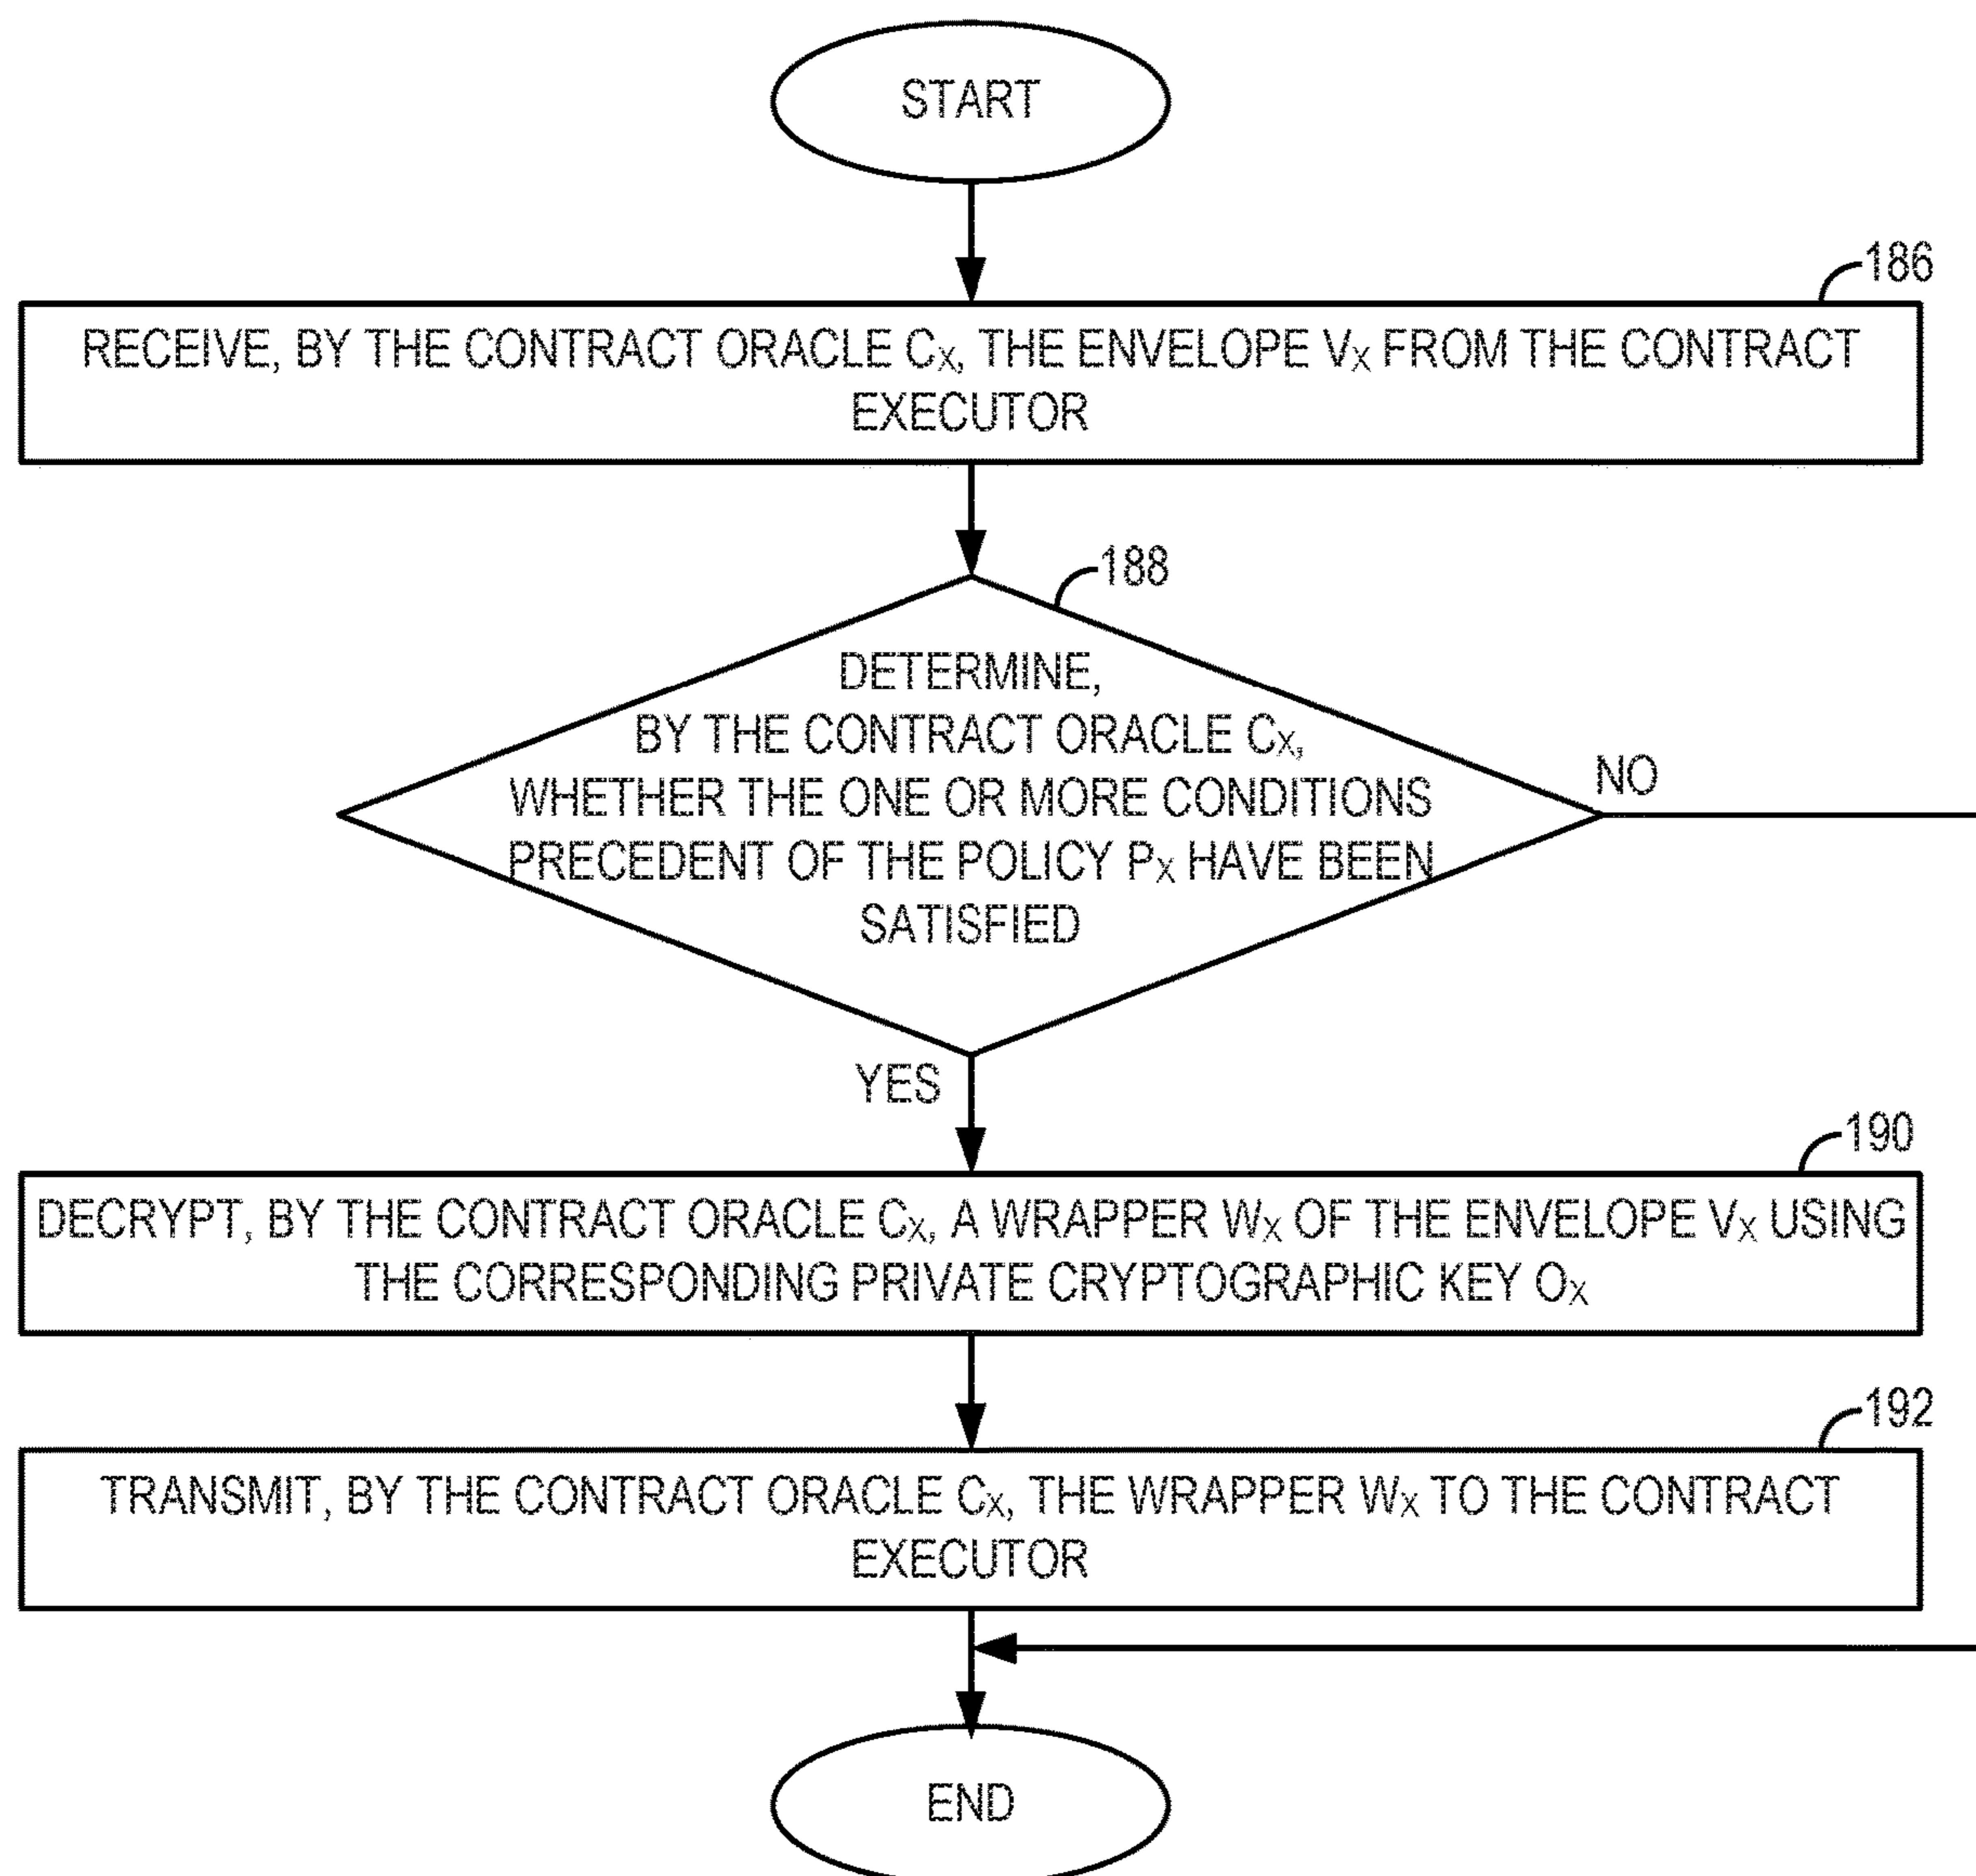 START
186
RECEIVE, BY THE CONTRACT ORACLE Cₓ, THE ENVELOPE Vₓ FROM THE CONTRACT
EXECUTOR
188
DETERMINE,
BY THE CONTRACT ORACLE Cₓ,
WHETHER THE ONE OR MORE CONDITIONS
PRECEDENT OF THE POLICY Pₓ HAVE BEEN
SATISFIED
NO
YES
190
DECRYPT, BY THE CONTRACT ORACLE Cₓ, A WRAPPER Wₓ OF THE ENVELOPE Vₓ USING
THE CORRESPONDING PRIVATE CRYPTOGRAPHIC KEY Oₓ
192
TRANSMIT, BY THE CONTRACT ORACLE Cₓ, THE WRAPPER Wₓ TO THE CONTRACT
EXECUTOR
END